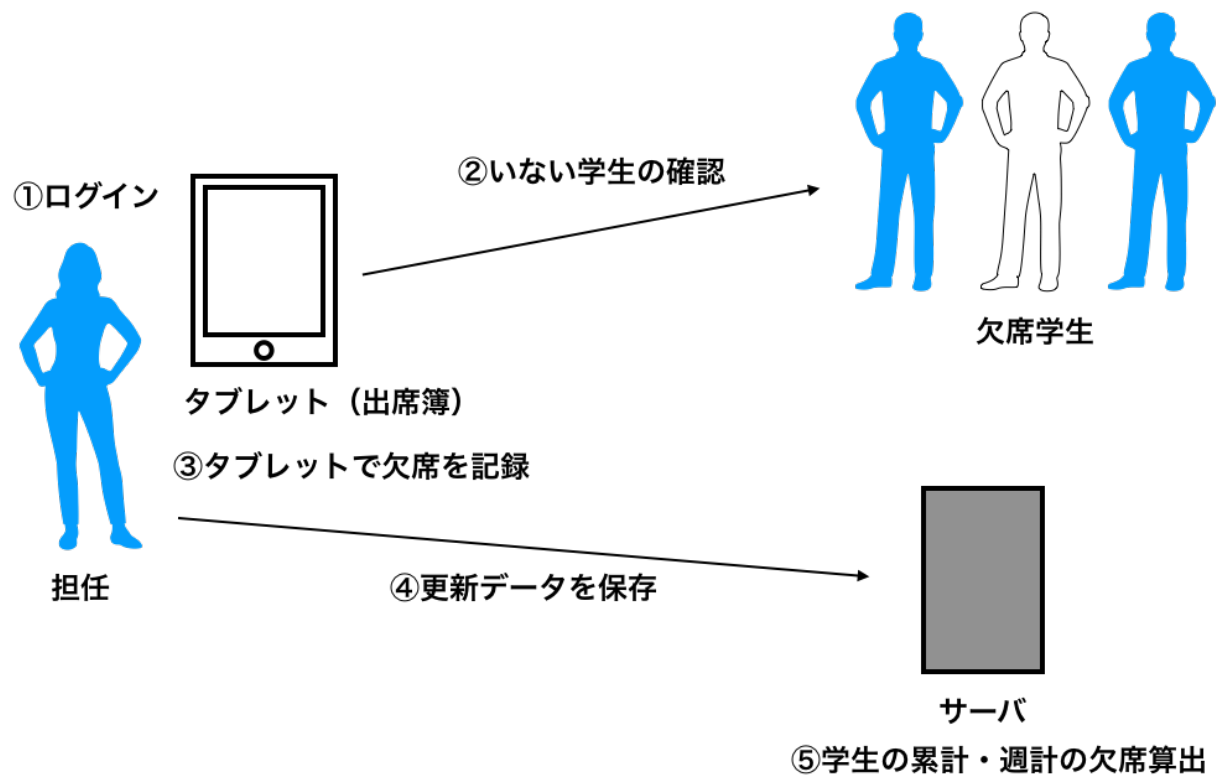 ①ログイン
②いない学生の確認
欠席学生
タブレット（出席簿）
③タブレットで欠席を記録
担任
④更新データを保存
サーバ
⑤学生の累計・週計の欠席算出